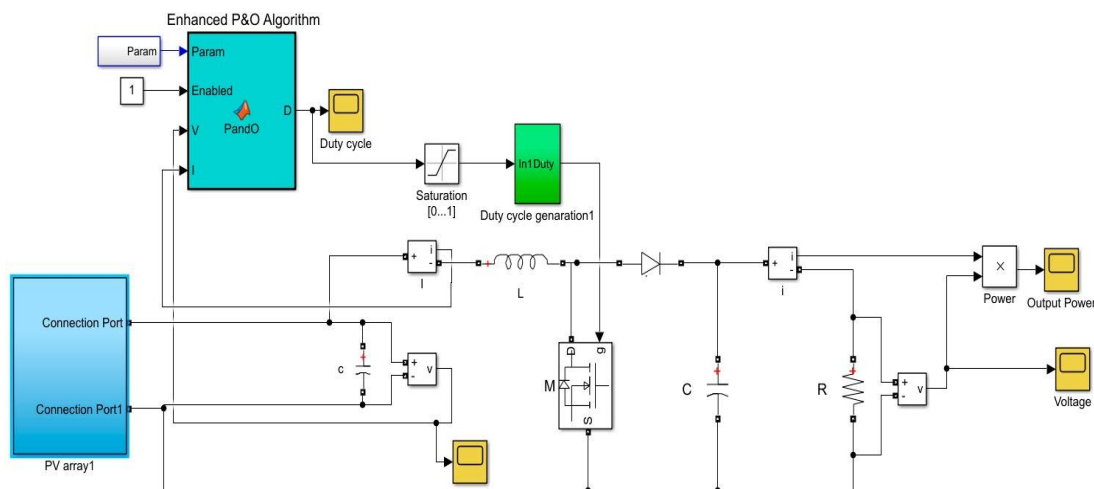 Enhanced P&O Algorithm
Param
Param
1
Enabled
V
I
D
PandO
Duty cycle
Saturation
[0...1]
In1Duty
Duty cycle genaration1
+
i
-
I
+
L
+
i
-
i
X
Power
Output Power
Connection Port
Connection Port1
PV array1
+
c
+
-
v
D
g
M
S
C
+
R
+
+
-
v
Voltage